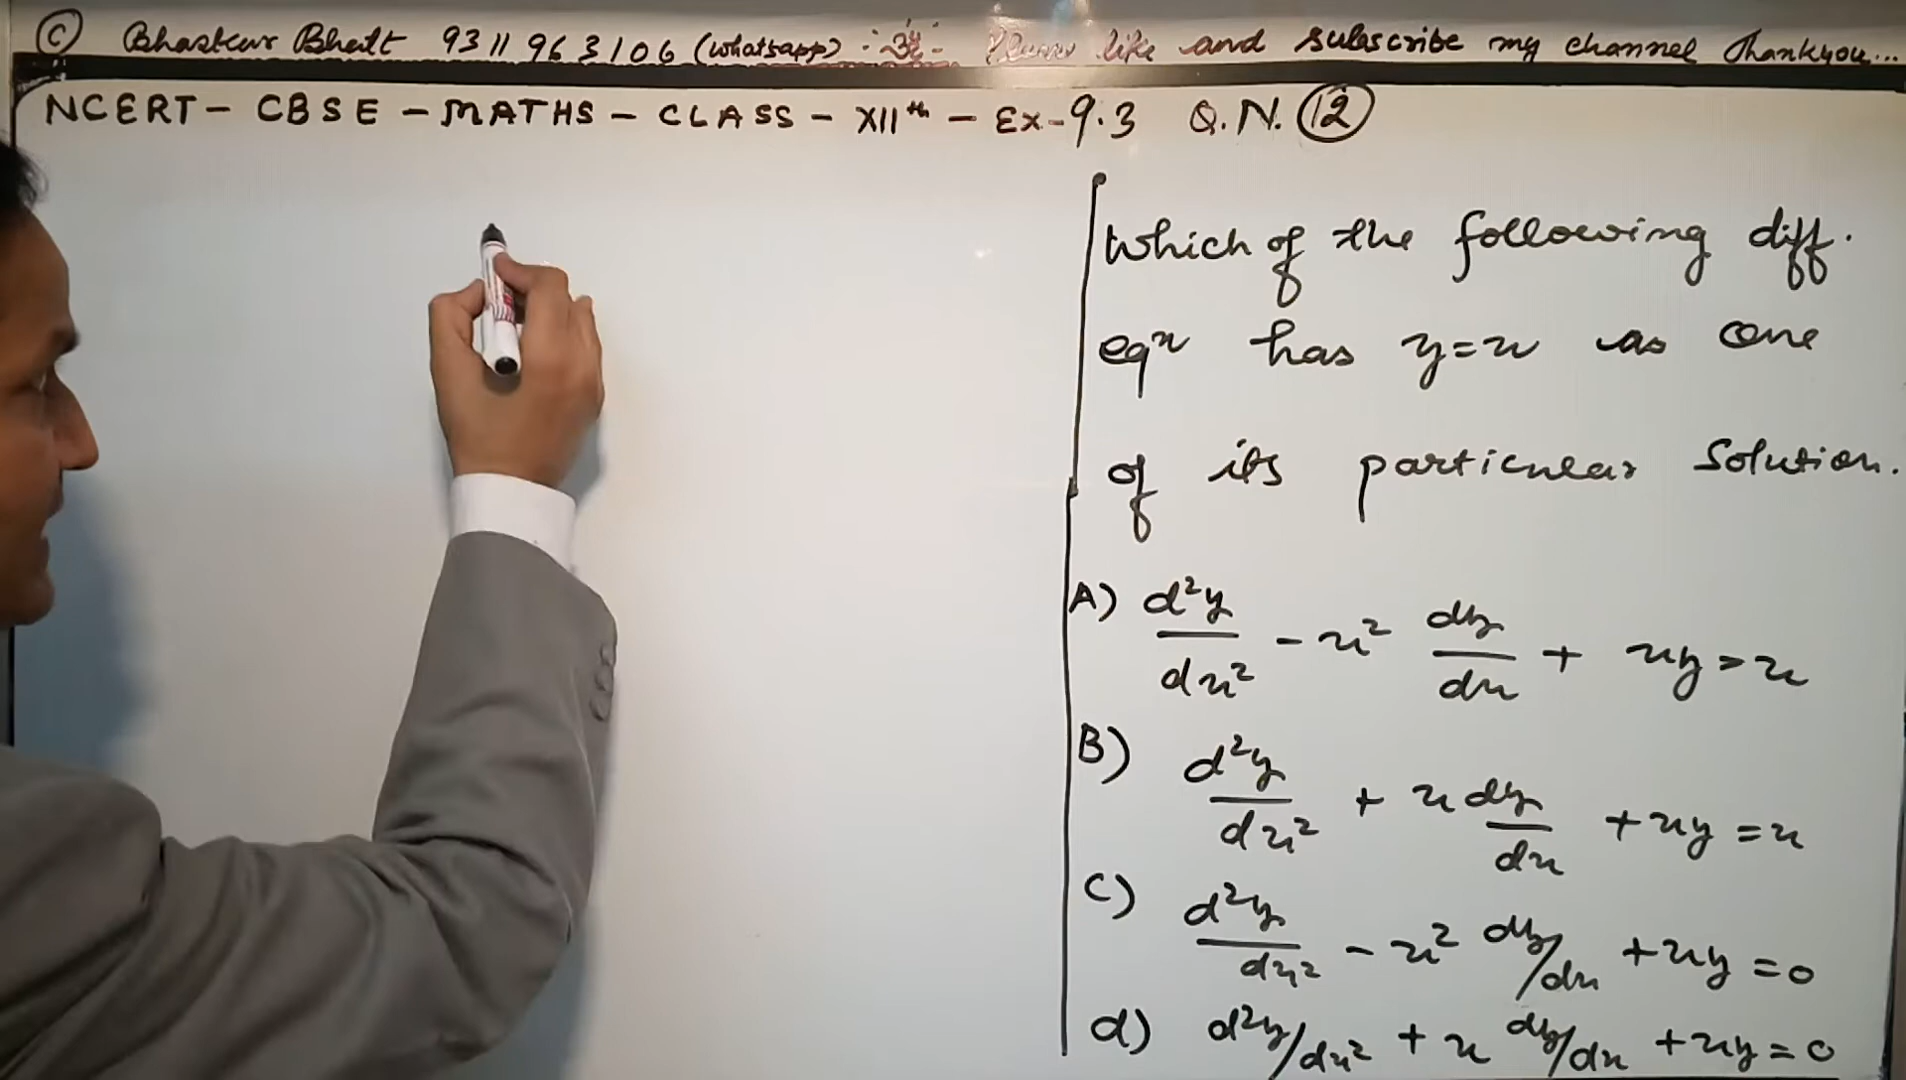 © Bhaskar Bhatt 9311963106 (whatsapp) Please like and subscribe my channel Thankyou...
NCERT - CBSE - MATHS - CLASS - XIIth - Ex-9.3 Q.N. 12
Which of the following diff.
eqn has y=x as one
of its particular Solution.
A) d²y/dx² - x² dy/dx + xy = x
B) d²y/dx² + x dy/dx + xy = x
C) d²y/dx² - x² dy/dx + xy = 0
d) d²y/dx² + x dy/dx + xy = 0